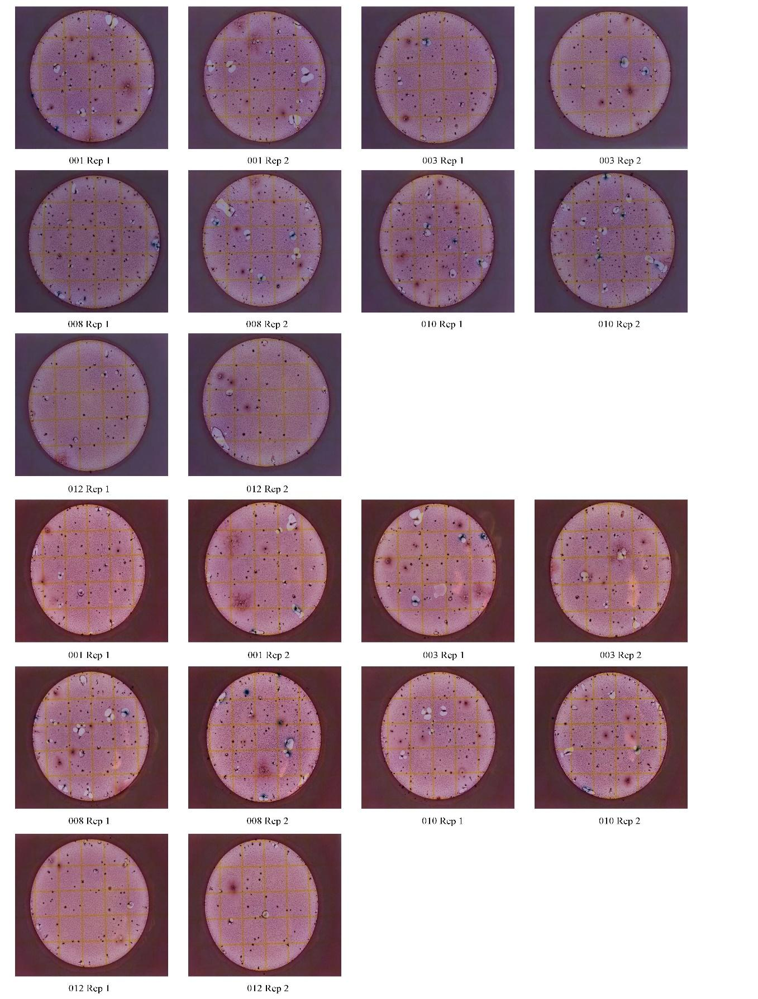 001 Rep 1
001 Rep 2
003 Rep 1
003 Rep 2
008 Rep 1
008 Rep 2
010 Rep 1
010 Rep 2
012 Rep 1
012 Rep 2
001 Rep 1
001 Rep 2
003 Rep 1
003 Rep 2
008 Rep 1
008 Rep 2
010 Rep 1
010 Rep 2
012 Rep 1
012 Rep 2